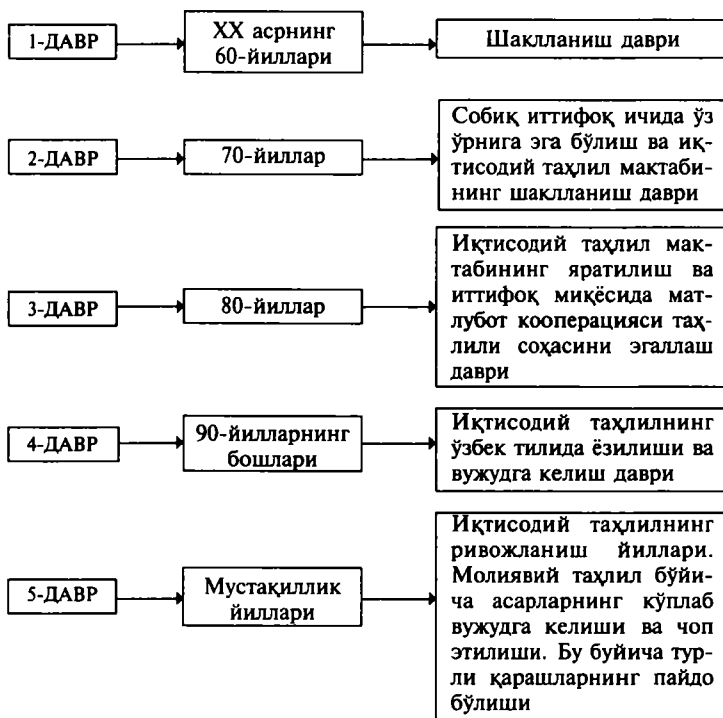 1-ДАВР
XX асрнинг
60-йиллари
Шаклланиш даври
2-ДАВР
70-йиллар
Собиқ иттифоқ ичида ўз
ўрнига эга бўлиш ва иқ-
тисодий таҳлил мактаби-
нинг шаклланиш даври
3-ДАВР
80-йиллар
Иқтисодий таҳлил мак-
табининг яратилиш ва
иттифоқ миқёсида мат-
лубот кооперацияси таҳ-
лили соҳасини эгаллаш
даври
4-ДАВР
90-йилларнинг
бошлари
Иқтисодий таҳлилнинг
ўзбек тилида ёзилиши ва
вужудга келиш даври
5-ДАВР
Мустақиллик
йиллари
Иқтисодий таҳлилнинг
ривожланиш йиллари.
Молиявий таҳлил бўйи-
ча асарларнинг кўплаб
вужудга келиши ва чоп
этилиши. Бу буйича тур-
ли қарашларнинг пайдо
бўлиши